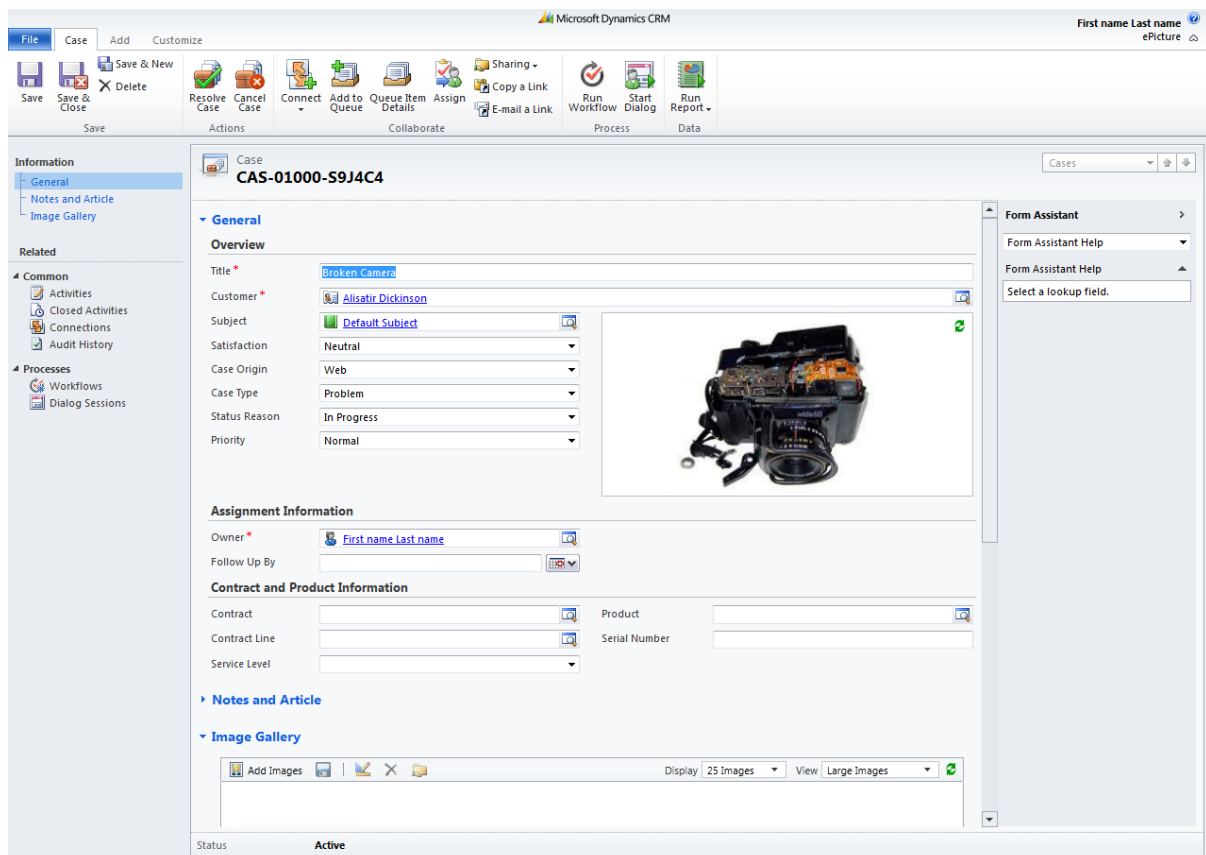 Microsoft Dynamics CRM
First name Last name
ePicture
File Case Add Customize
Save
Save & Close
Save & New
Delete
Resolve Case
Cancel Case
Connect
Add to Queue
Queue Item Details
Assign
Sharing
Copy a Link
E-mail a Link
Run Workflow
Start Dialog
Run Report
Save Actions Collaborate Process Data
Information
General
Notes and Article
Image Gallery
Related
Common
Activities
Closed Activities
Connections
Audit History
Processes
Workflows
Dialog Sessions
Case
CAS-01000-S9J4C4
Cases
General
Overview
Title* Broken Camera
Customer* Alisatir Dickinson
Subject Default Subject
Satisfaction Neutral
Case Origin Web
Case Type Problem
Status Reason In Progress
Priority Normal
Assignment Information
Owner* First name Last name
Follow Up By
Contract and Product Information
Contract Product
Contract Line Serial Number
Service Level
Notes and Article
Image Gallery
Add Images Display 25 Images View Large Images
Form Assistant
Form Assistant Help
Form Assistant Help
Select a lookup field.
Status Active